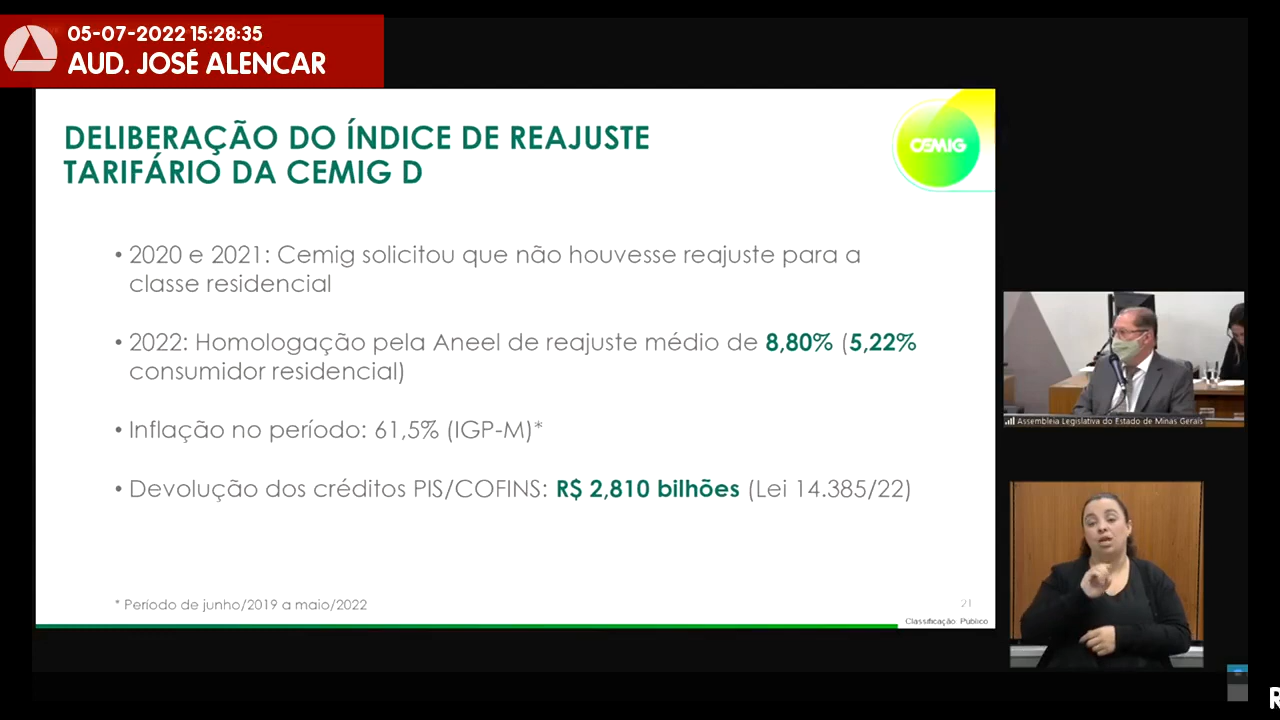 05-07-2022 15:28:35
AUD. JOSÉ ALENCAR
DELIBERAÇÃO DO ÍNDICE DE REAJUSTE
TARIFÁRIO DA CEMIG D
CEMIG
• 2020 e 2021: Cemig solicitou que não houvesse reajuste para a
classe residencial
• 2022: Homologação pela Aneel de reajuste médio de 8,80% (5,22%
consumidor residencial)
• Inflação no período: 61,5% (IGP-M)*
• Devolução dos créditos PIS/COFINS: R$ 2,810 bilhões (Lei 14.385/22)
* Período de junho/2019 a maio/2022
21
Classificação: Público
Assembleia Legislativa do Estado de Minas Gerais